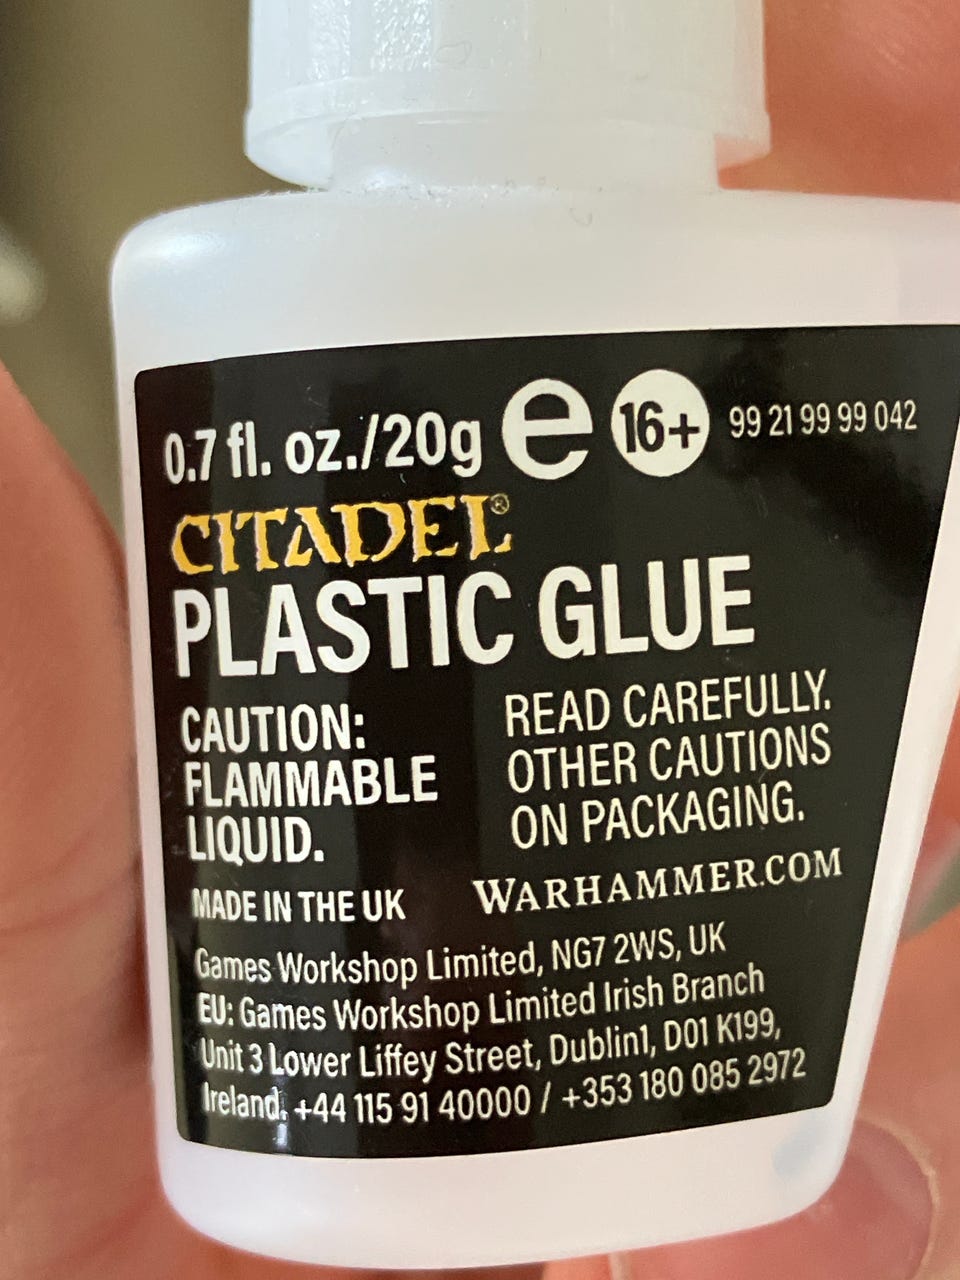 0.7 fl. oz./20g e 16+ 99 21 99 99 042
CITADEL®
PLASTIC GLUE
CAUTION:
FLAMMABLE
LIQUID.
READ CAREFULLY.
OTHER CAUTIONS
ON PACKAGING.
MADE IN THE UK
WARHAMMER.COM
Games Workshop Limited, NG7 2WS, UK
EU: Games Workshop Limited Irish Branch
Unit 3 Lower Liffey Street, Dublin1, D01 K199,
Ireland. +44 115 91 40000 / +353 180 085 2972